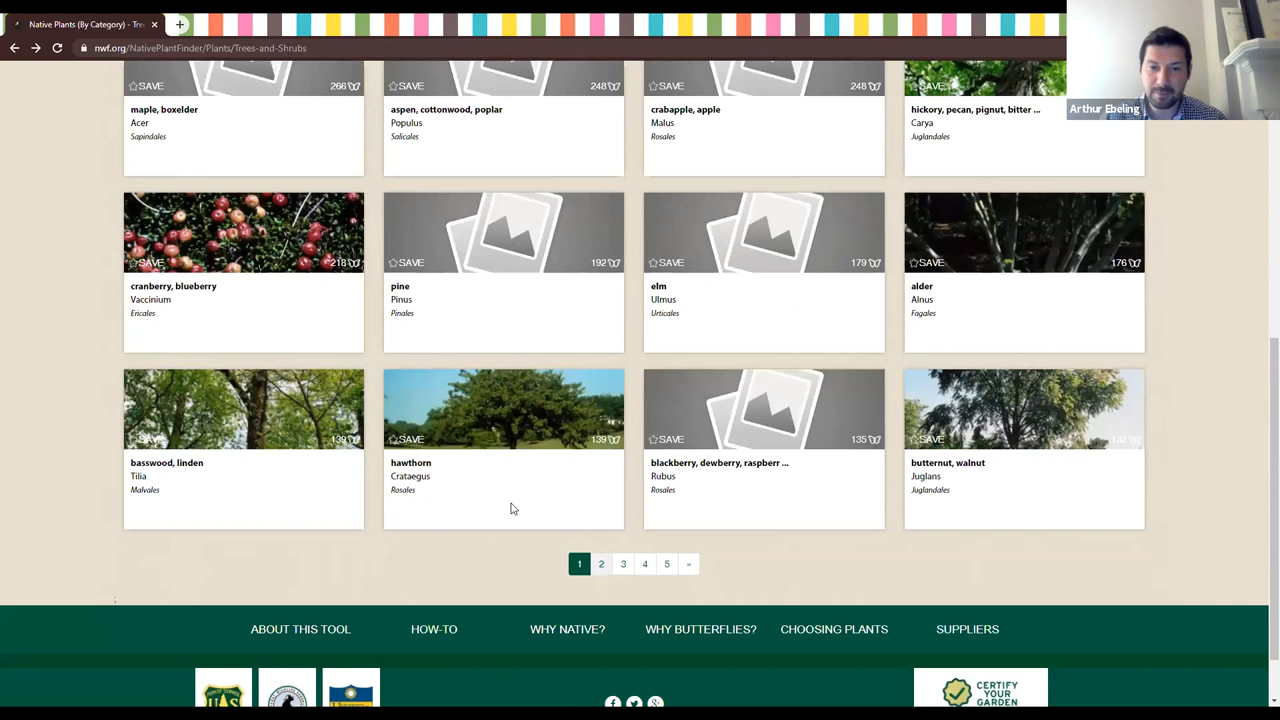 Native Plants (By Category) - Tre
nwf.org/NativePlantFinder/Plants/Trees-and-Shrubs
Arthur Ebeling
SAVE 266
SAVE 248
SAVE 248
SAVE
maple, boxelder
Acer
Sapindales
aspen, cottonwood, poplar
Populus
Salicales
crabapple, apple
Malus
Rosales
hickory, pecan, pignut, bitter ...
Carya
Juglandales
SAVE 218
SAVE 192
SAVE 179
SAVE 176
cranberry, blueberry
Vaccinium
Ericales
pine
Pinus
Pinales
elm
Ulmus
Urticales
alder
Alnus
Fagales
SAVE 139
SAVE 139
SAVE 135
SAVE
basswood, linden
Tilia
Malvales
hawthorn
Crataegus
Rosales
blackberry, dewberry, raspberr ...
Rubus
Rosales
butternut, walnut
Juglans
Juglandales
1 2 3 4 5 »
;
ABOUT THIS TOOL HOW-TO WHY NATIVE? WHY BUTTERFLIES? CHOOSING PLANTS SUPPLIERS
FOREST SERVICE
U S
CERTIFY
YOUR
GARDEN